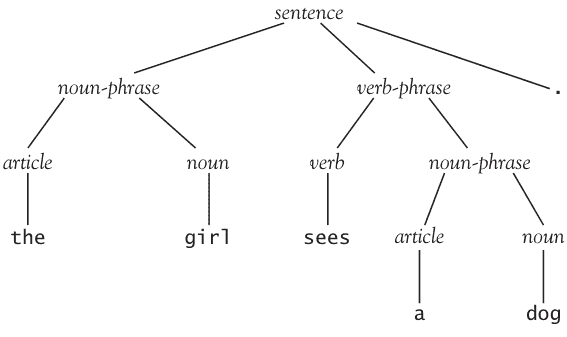 sentence
noun-phrase verb-phrase .
article noun verb noun-phrase
the girl sees article noun
a dog